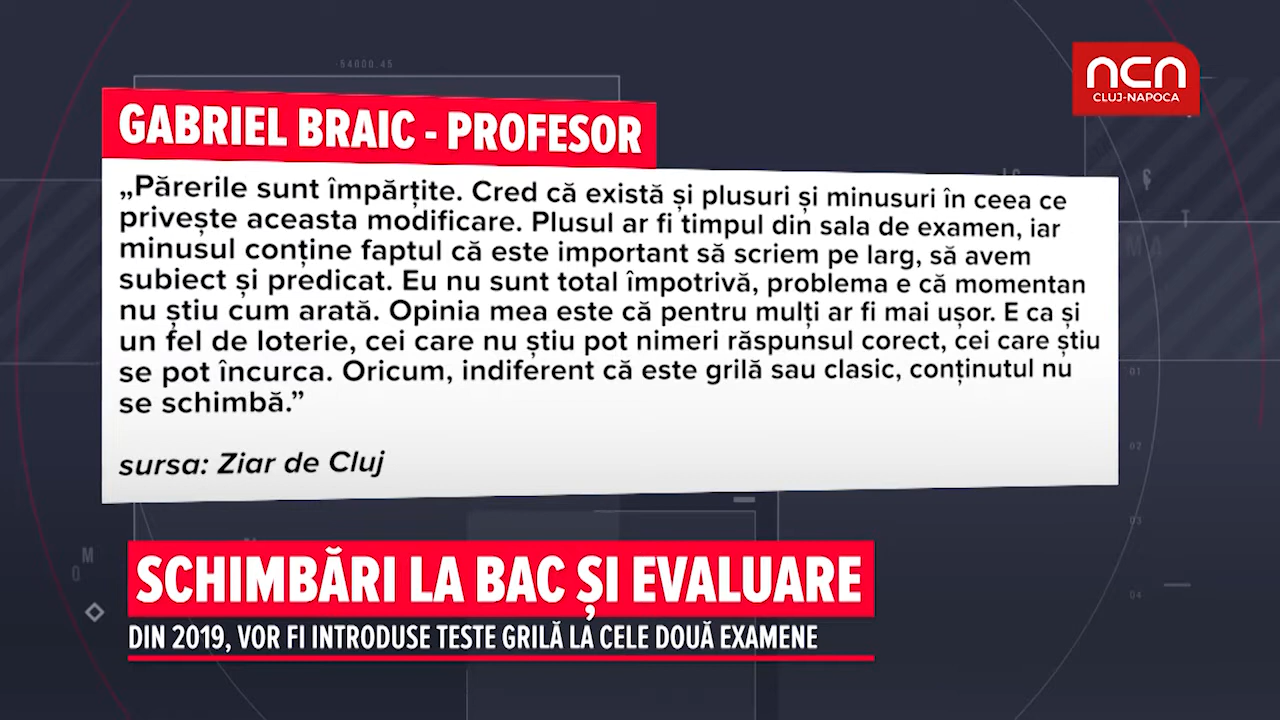 -54000.45
ncn
CLUJ-NAPOCA
GABRIEL BRAIC - PROFESOR
„Părerile sunt împărțite. Cred că există și plusuri și minusuri în ceea ce
privește aceasta modificare. Plusul ar fi timpul din sala de examen, iar
minusul conține faptul că este important să scriem pe larg, să avem
subiect și predicat. Eu nu sunt total împotrivă, problema e că momentan
nu știu cum arată. Opinia mea este că pentru mulți ar fi mai ușor. E ca și
un fel de loterie, cei care nu știu pot nimeri răspunsul corect, cei care știu
se pot încurca. Oricum, indiferent că este grilă sau clasic, conținutul nu
se schimbă.”
sursa: Ziar de Cluj
01
02
03
04
SCHIMBĂRI LA BAC ȘI EVALUARE
DIN 2019, VOR FI INTRODUSE TESTE GRILĂ LA CELE DOUĂ EXAMENE